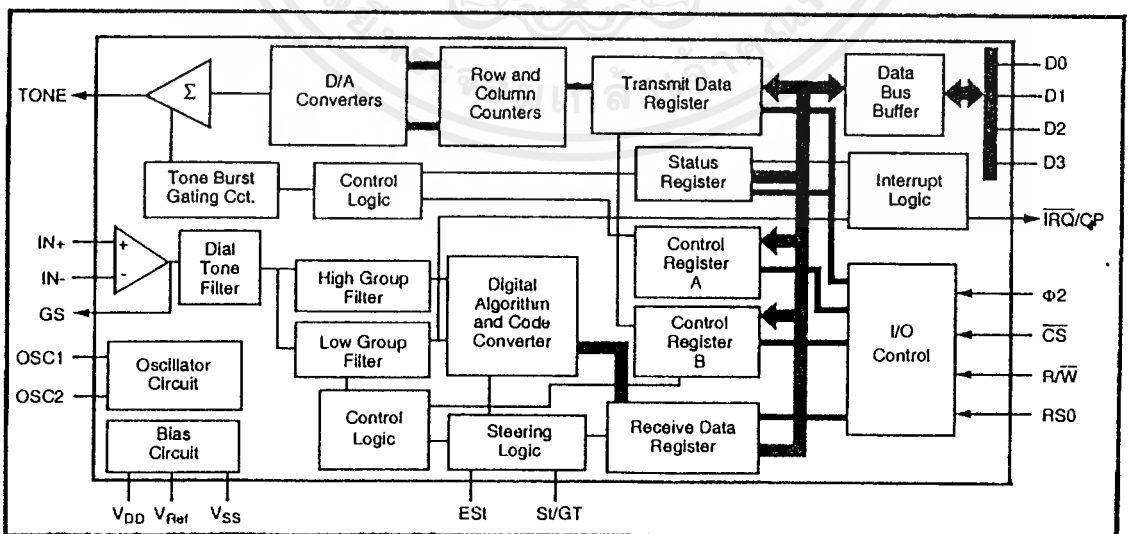 TONE
Σ
D/A
Converters
Row and
Column
Counters
Transmit Data
Register
Data
Bus
Buffer
D0
D1
D2
D3
Tone Burst
Gating Cct.
Control
Logic
Status
Register
Interrupt
Logic
IRQ/CP
IN+
IN-
GS
+
-
Dial
Tone
Filter
High Group
Filter
Low Group
Filter
Digital
Algorithm
and Code
Converter
Control
Register
A
Control
Register
B
I/O
Control
Φ2
CS
R/W
RS0
OSC1
OSC2
Oscillator
Circuit
Bias
Circuit
Control
Logic
Steering
Logic
Receive Data
Register
VDD VRef VSS
ESt St/GT